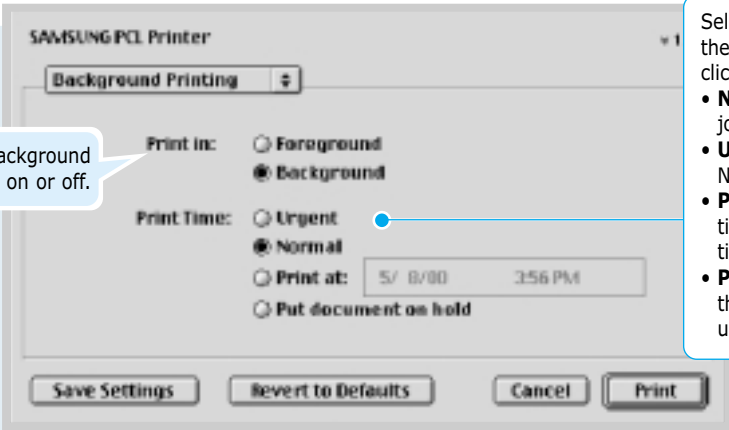 SAMSUNG PCL Printer
Background Printing
Print in:
Foreground
Background
Print Time:
Urgent
Normal
Print at: 5/ 8/00 3:56 PM
Put document on hold
Save Settings
Revert to Defaults
Cancel
Print
ackground
on or off.
Sel
the
clic
• N
jo
• U
N
• P
ti
ti
• P
th
u